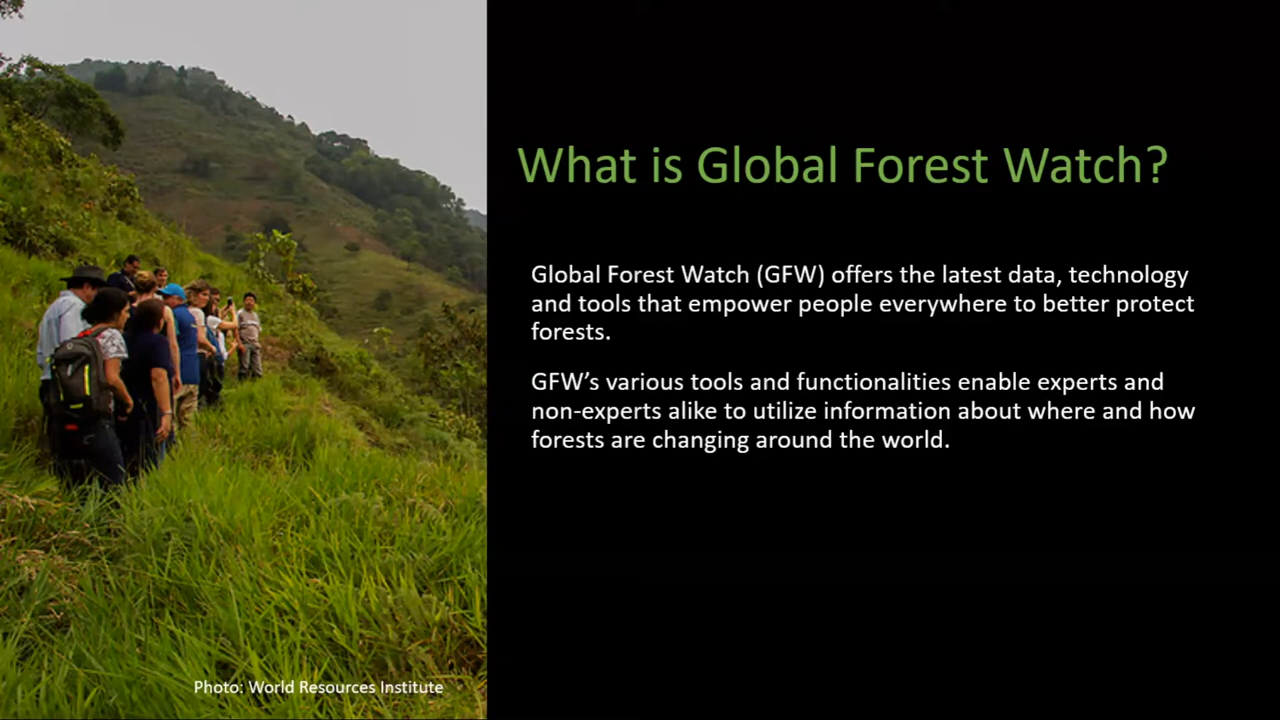 What is Global Forest Watch?
Global Forest Watch (GFW) offers the latest data, technology
and tools that empower people everywhere to better protect
forests.
GFW’s various tools and functionalities enable experts and
non-experts alike to utilize information about where and how
forests are changing around the world.
Photo: World Resources Institute